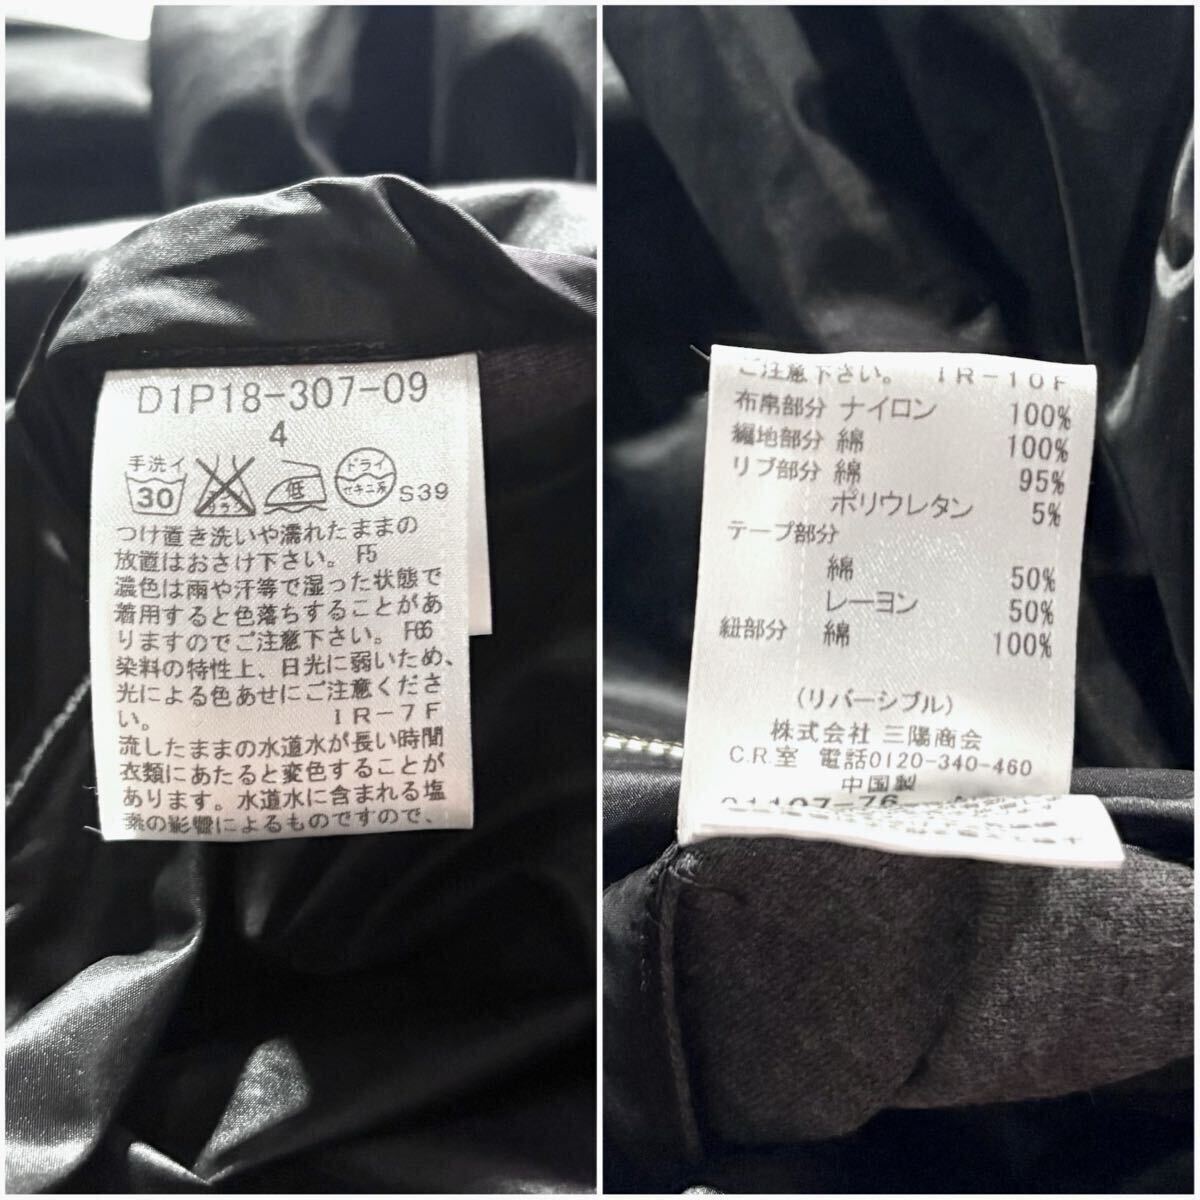 D1P18-307-09
4
手洗イ
30
低
ドライ
セキユ系
S39
つけ置き洗いや濡れたままの
放置はおさけ下さい。 F5
濃色は雨や汗等で湿った状態で
着用すると色落ちすることがあ
りますのでご注意下さい。 F66
染料の特性上、日光に弱いため、
光による色あせにご注意くださ
い。 IR-7F
流したままの水道水が長い時間
衣類にあたると変色することが
あります。水道水に含まれる塩
素の影響によるものですので、
ご注意下さい。 IR-10F
布帛部分 ナイロン 100%
編地部分 綿 100%
リブ部分 綿 95%
ポリウレタン 5%
テープ部分
綿 50%
レーヨン 50%
紐部分 綿 100%
(リバーシブル)
株式会社 三陽商会
C.R.室 電話0120-340-460
中国製